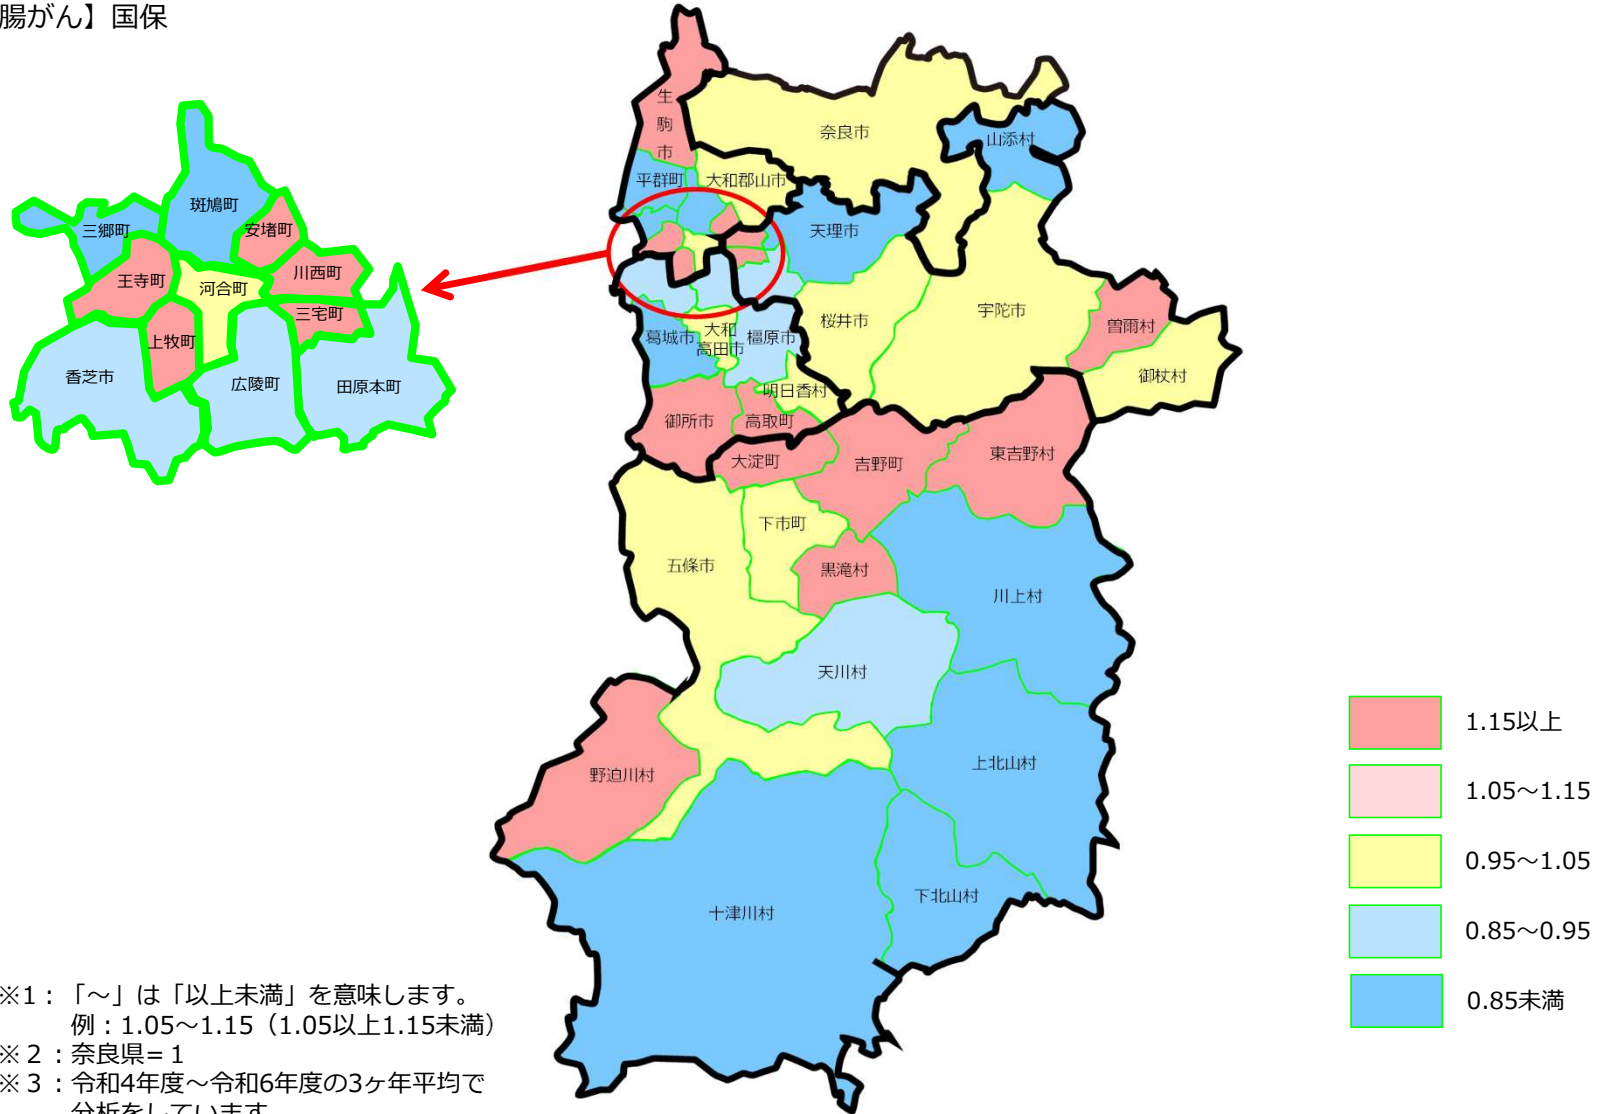 腸がん】国保
生駒市
奈良市
山添村
平群町
大和郡山市
天理市
斑鳩町
三郷町
安堵町
王寺町
河合町
川西町
三宅町
上牧町
香芝市
広陵町
田原本町
葛城市
大和
高田市
橿原市
桜井市
宇陀市
曽爾村
御杖村
明日香村
御所市
高取町
大淀町
吉野町
東吉野村
下市町
五條市
黒滝村
川上村
天川村
野迫川村
上北山村
下北山村
十津川村
1.15以上
1.05～1.15
0.95～1.05
0.85～0.95
0.85未満
※1：「～」は「以上未満」を意味します。
例：1.05～1.15（1.05以上1.15未満）
※２：奈良県＝1
※３：令和4年度～令和6年度の3ヶ年平均で
分析をしています